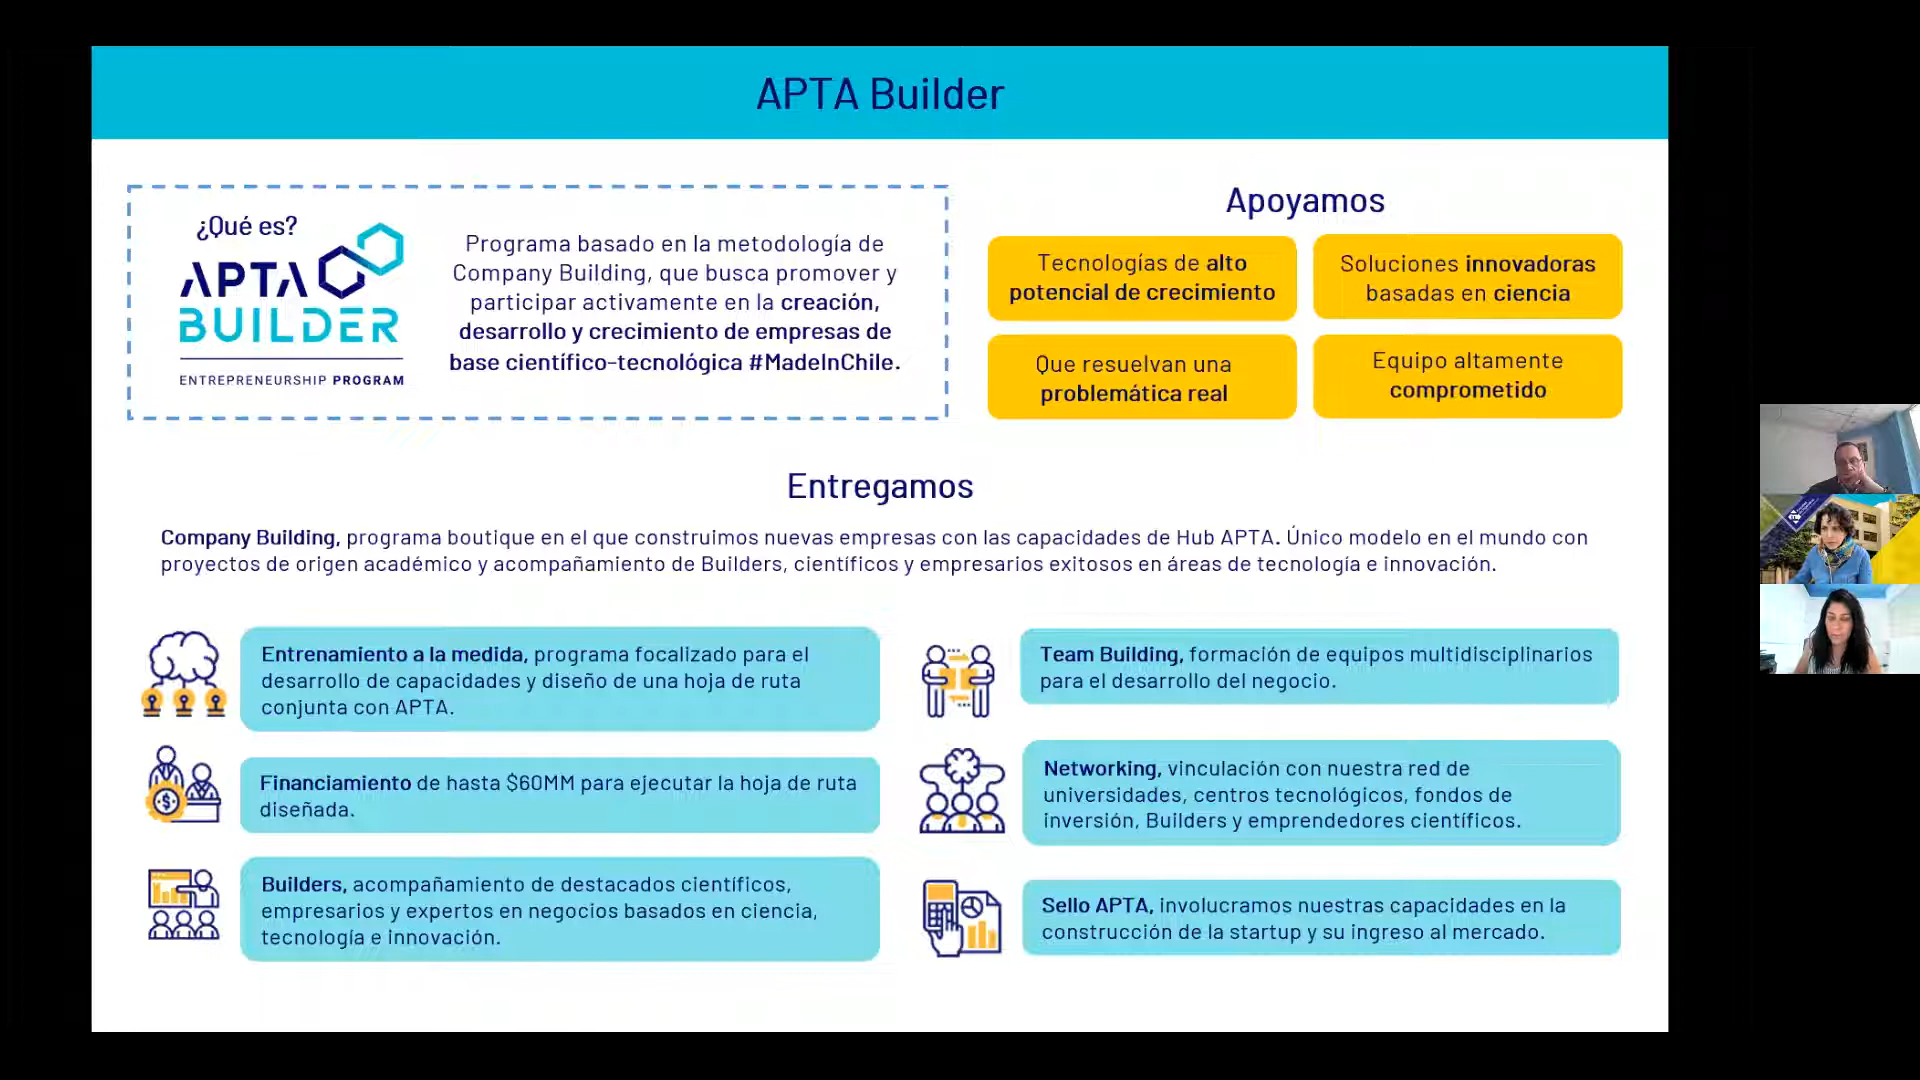 APTA Builder
¿Qué es?
APTA
BUILDER
ENTREPRENEURSHIP PROGRAM
Programa basado en la metodología de
Company Building, que busca promover y
participar activamente en la creación,
desarrollo y crecimiento de empresas de
base científico-tecnológica #MadeInChile.
Apoyamos
Tecnologías de alto
potencial de crecimiento
Soluciones innovadoras
basadas en ciencia
Que resuelvan una
problemática real
Equipo altamente
comprometido
Entregamos
Company Building, programa boutique en el que construimos nuevas empresas con las capacidades de Hub APTA. Único modelo en el mundo con
proyectos de origen académico y acompañamiento de Builders, científicos y empresarios exitosos en áreas de tecnología e innovación.
Entrenamiento a la medida, programa focalizado para el
desarrollo de capacidades y diseño de una hoja de ruta
conjunta con APTA.
Financiamiento de hasta $60MM para ejecutar la hoja de ruta
diseñada.
Builders, acompañamiento de destacados científicos,
empresarios y expertos en negocios basados en ciencia,
tecnología e innovación.
Team Building, formación de equipos multidisciplinarios
para el desarrollo del negocio.
Networking, vinculación con nuestra red de
universidades, centros tecnológicos, fondos de
inversión, Builders y emprendedores científicos.
Sello APTA, involucramos nuestras capacidades en la
construcción de la startup y su ingreso al mercado.